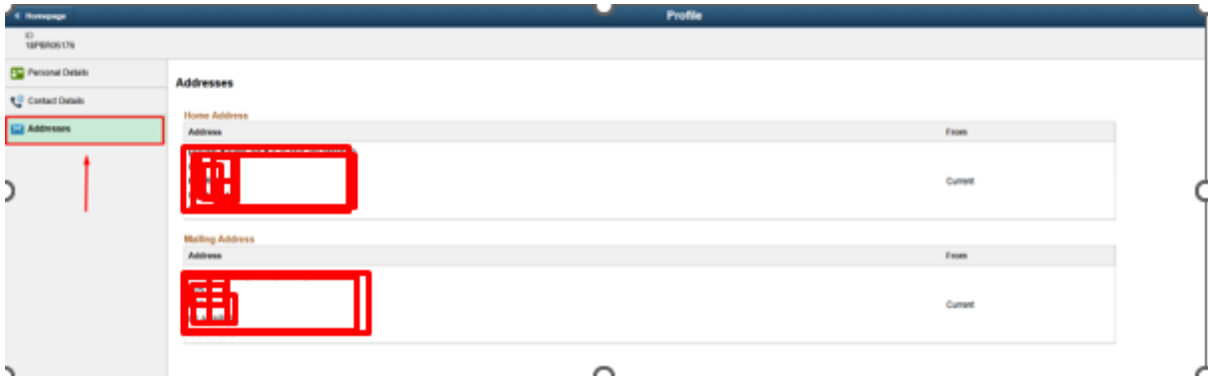 Homepage
Profile
ID
Personal Details
Contact Details
Addresses
Addresses
Home Address
Address From
Current
Mailing Address
Address From
Current